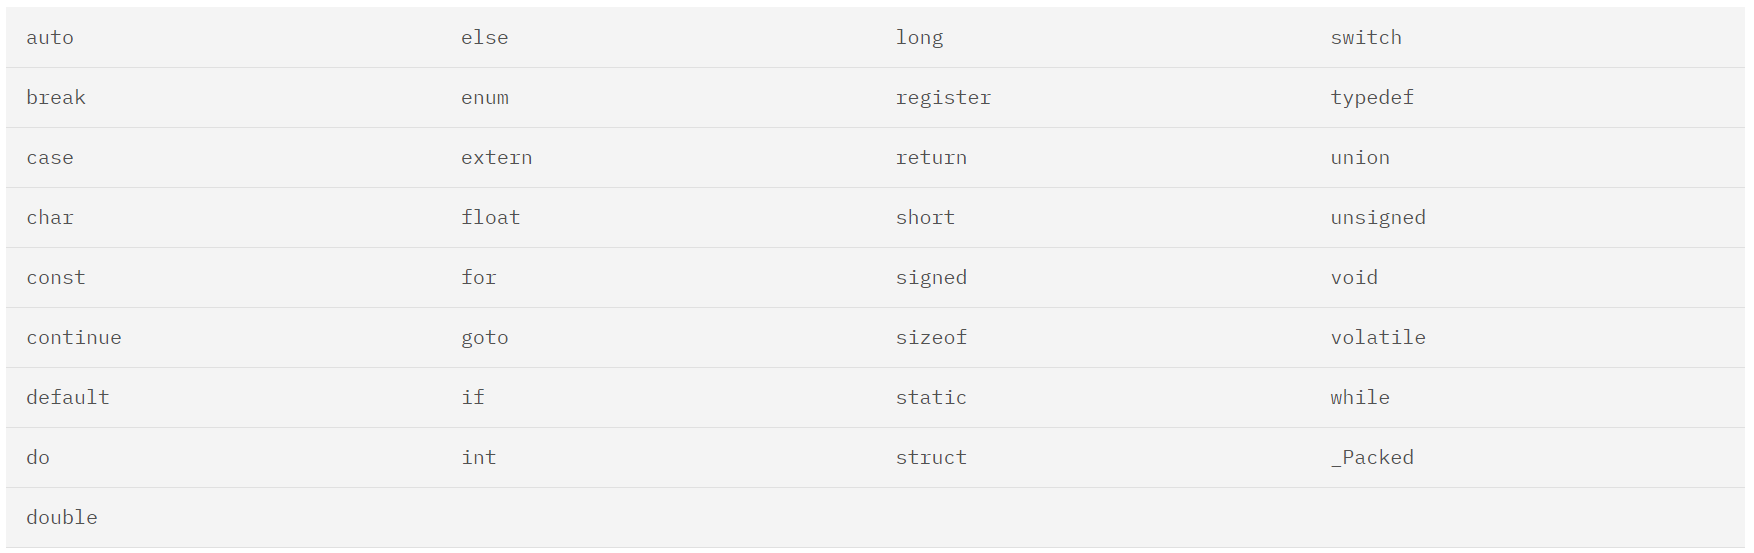 auto else long switch
break enum register typedef
case extern return union
char float short unsigned
const for signed void
continue goto sizeof volatile
default if static while
do int struct _Packed
double